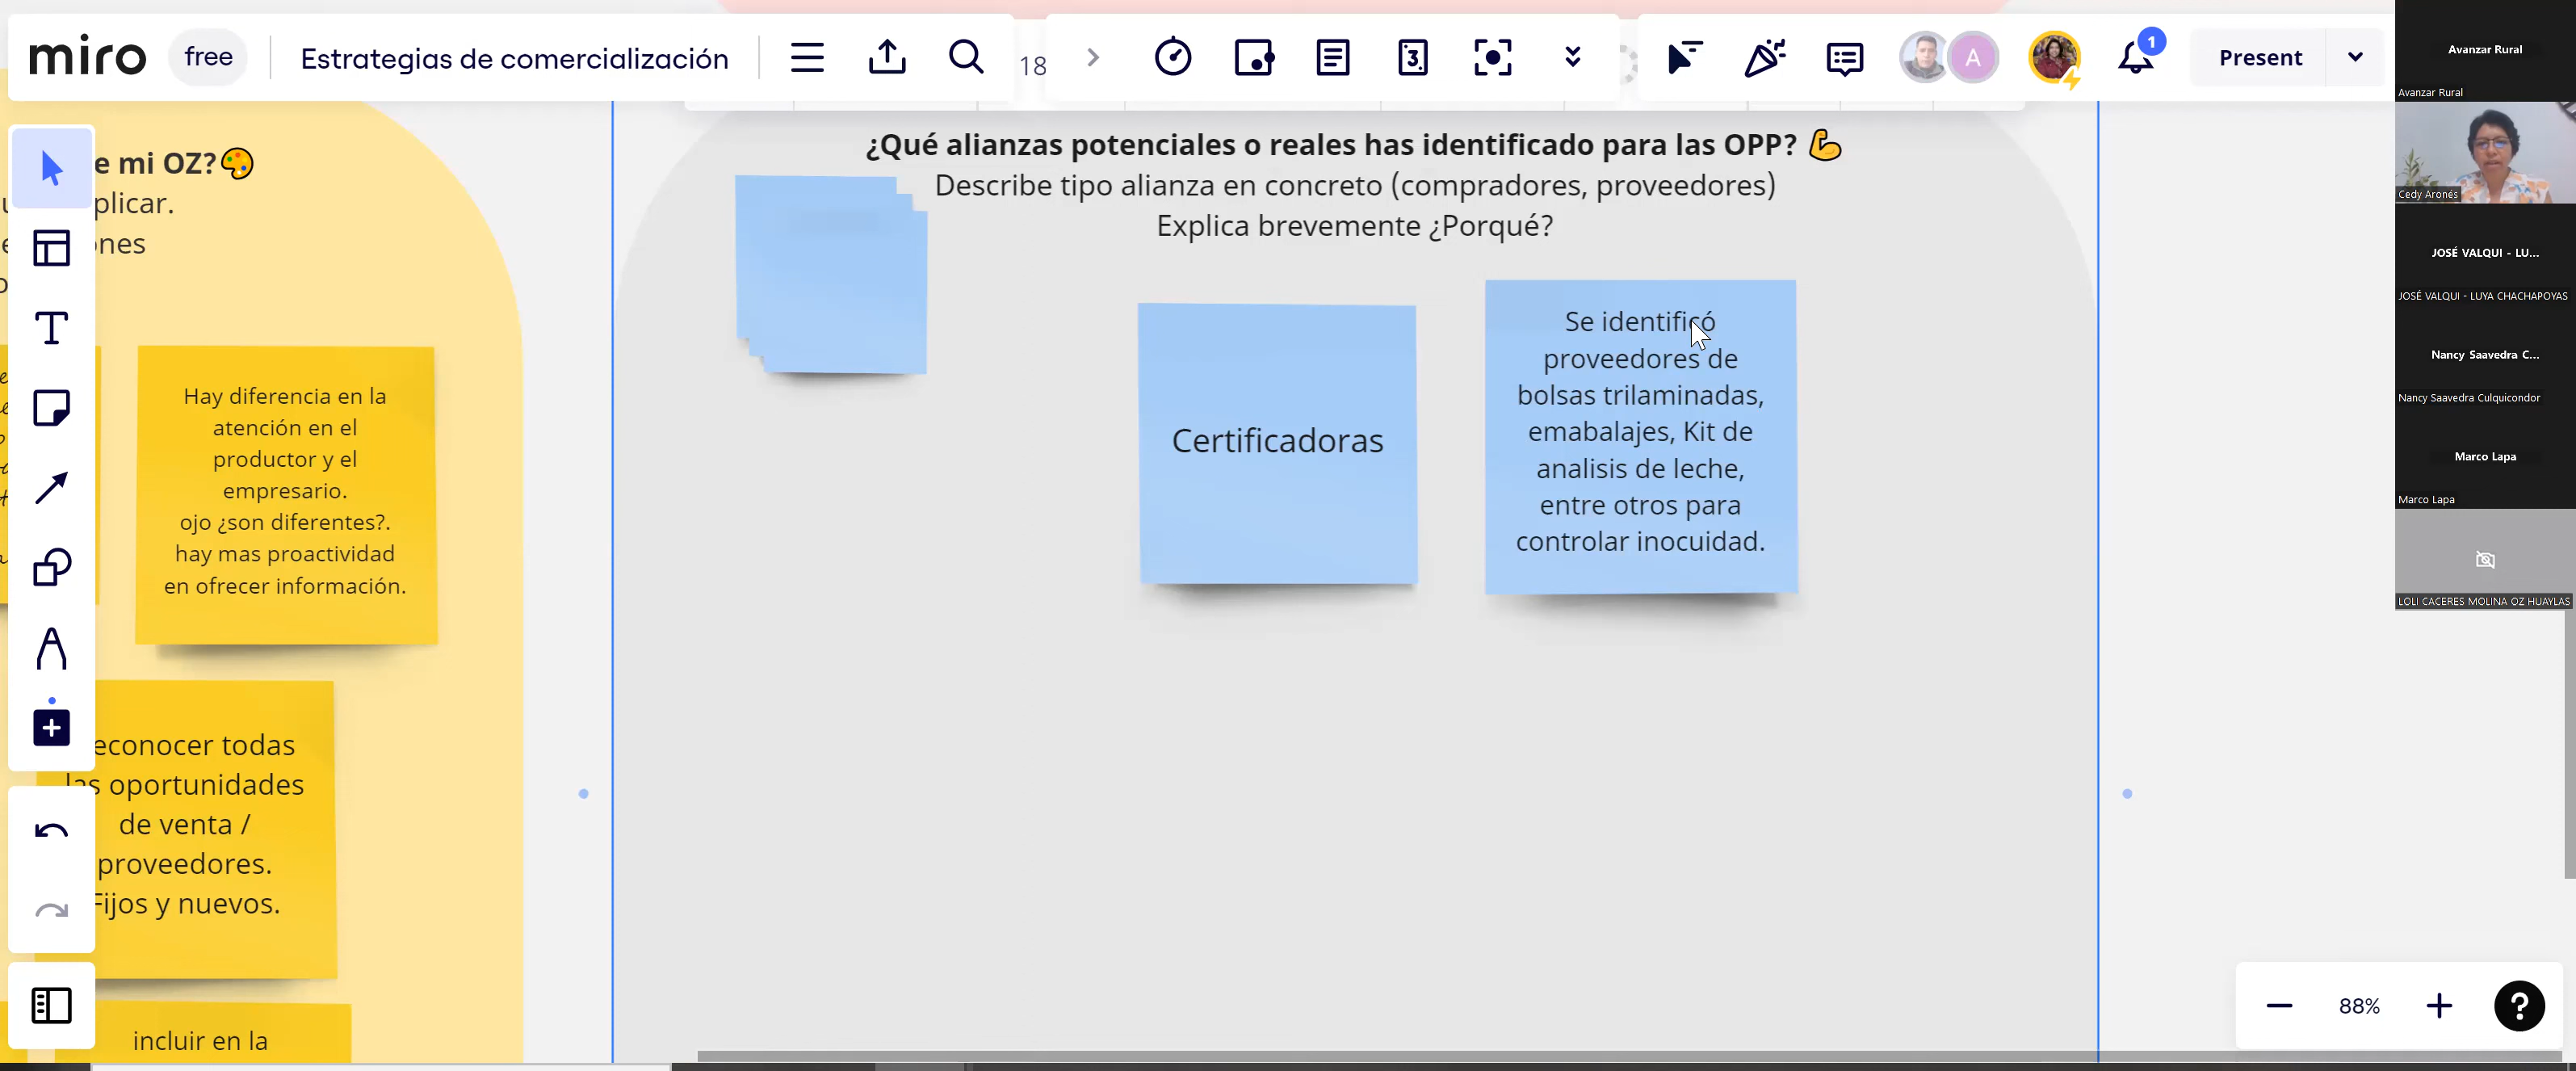 miro
free
Estrategias de comercialización
18
3
A
1
Present
e mi OZ?
plicar.
ones
Hay diferencia en la
atención en el
productor y el
empresario.
ojo ¿son diferentes?.
hay mas proactividad
en ofrecer información.
econocer todas
las oportunidades
de venta /
proveedores.
Fijos y nuevos.
incluir en la
¿Qué alianzas potenciales o reales has identificado para las OPP?
Describe tipo alianza en concreto (compradores, proveedores)
Explica brevemente ¿Porqué?
Certificadoras
Se identificó
proveedores de
bolsas trilaminadas,
emabalajes, Kit de
analisis de leche,
entre otros para
controlar inocuidad.
Avanzar Rural
Avanzar Rural
Cedy Aronés
JOSÉ VALQUI - LU...
JOSÉ VALQUI - LUYA CHACHAPOYAS
Nancy Saavedra C...
Nancy Saavedra Culquicondor
Marco Lapa
Marco Lapa
LOLI CACERES MOLINA OZ HUAYLAS
88%
?